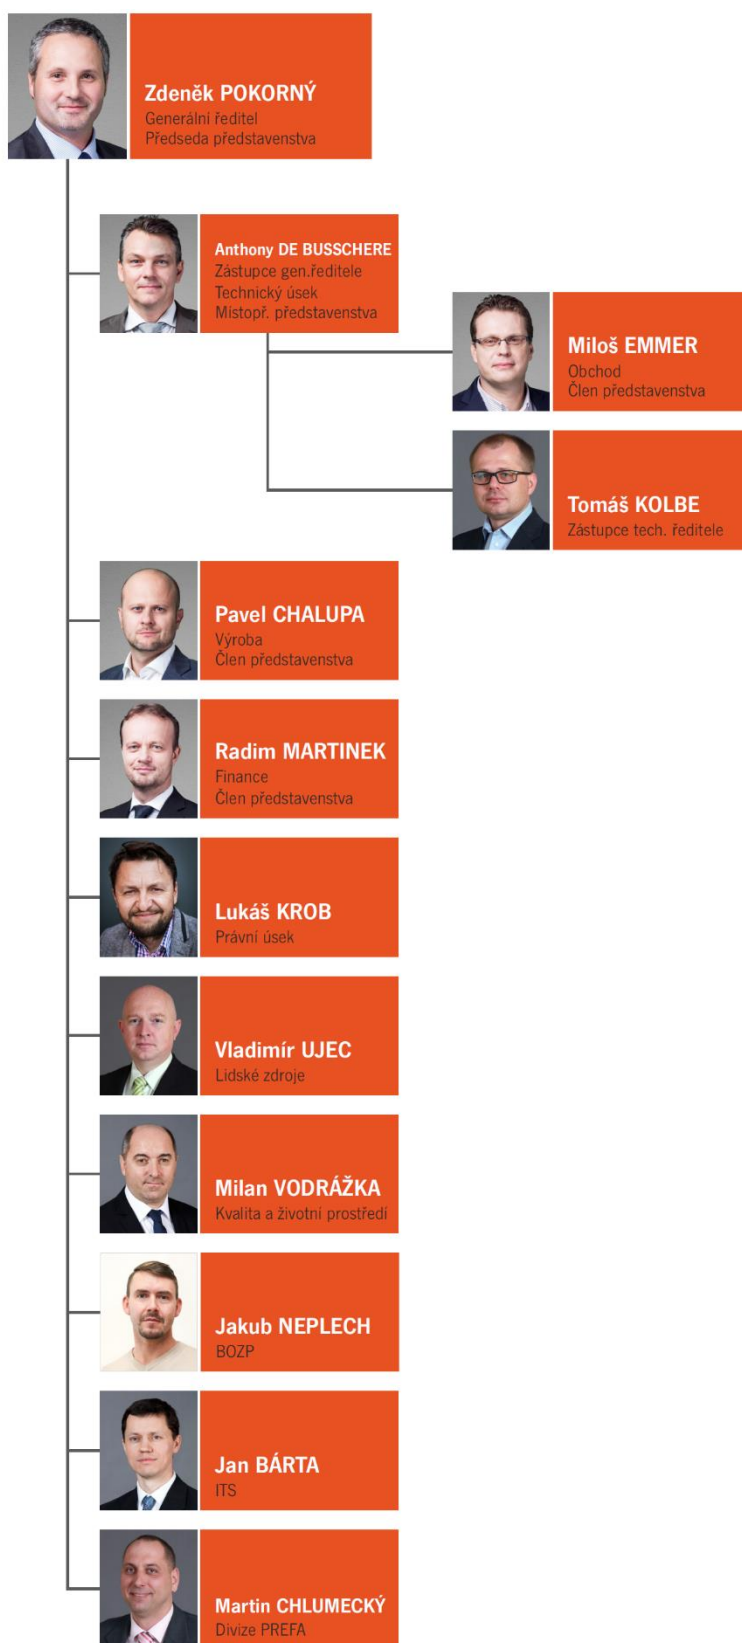 Zdeněk POKORNÝ
Generální ředitel
Předseda představenstva
Anthony DE BUSSCHERE
Zástupce gen.ředitele
Technický úsek
Místopř. představenstva
Miloš EMMER
Obchod
Člen představenstva
Tomáš KOLBE
Zástupce tech. ředitele
Pavel CHALUPA
Výroba
Člen představenstva
Radim MARTINEK
Finance
Člen představenstva
Lukáš KROB
Právní úsek
Vladimír UJEC
Lidské zdroje
Milan VODRÁŽKA
Kvalita a životní prostředí
Jakub NEPLECH
BOZP
Jan BÁRTA
ITS
Martin CHLUMECKÝ
Divize PREFA